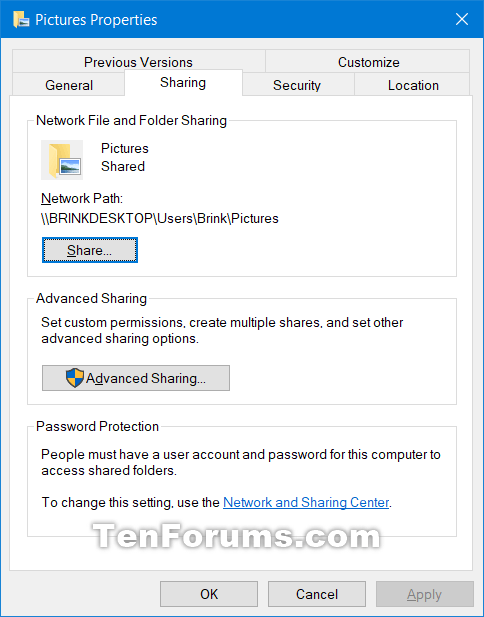 Pictures Properties
Previous Versions
Customize
General
Sharing
Security
Location
Network File and Folder Sharing
Pictures
Shared
Network Path:
\\BRINKDESKTOP\Users\Brink\Pictures
Share...
Advanced Sharing
Set custom permissions, create multiple shares, and set other
advanced sharing options.
Advanced Sharing...
Password Protection
People must have a user account and password for this computer to
access shared folders.
To change this setting, use the Network and Sharing Center.
TenForums.com
OK
Cancel
Apply